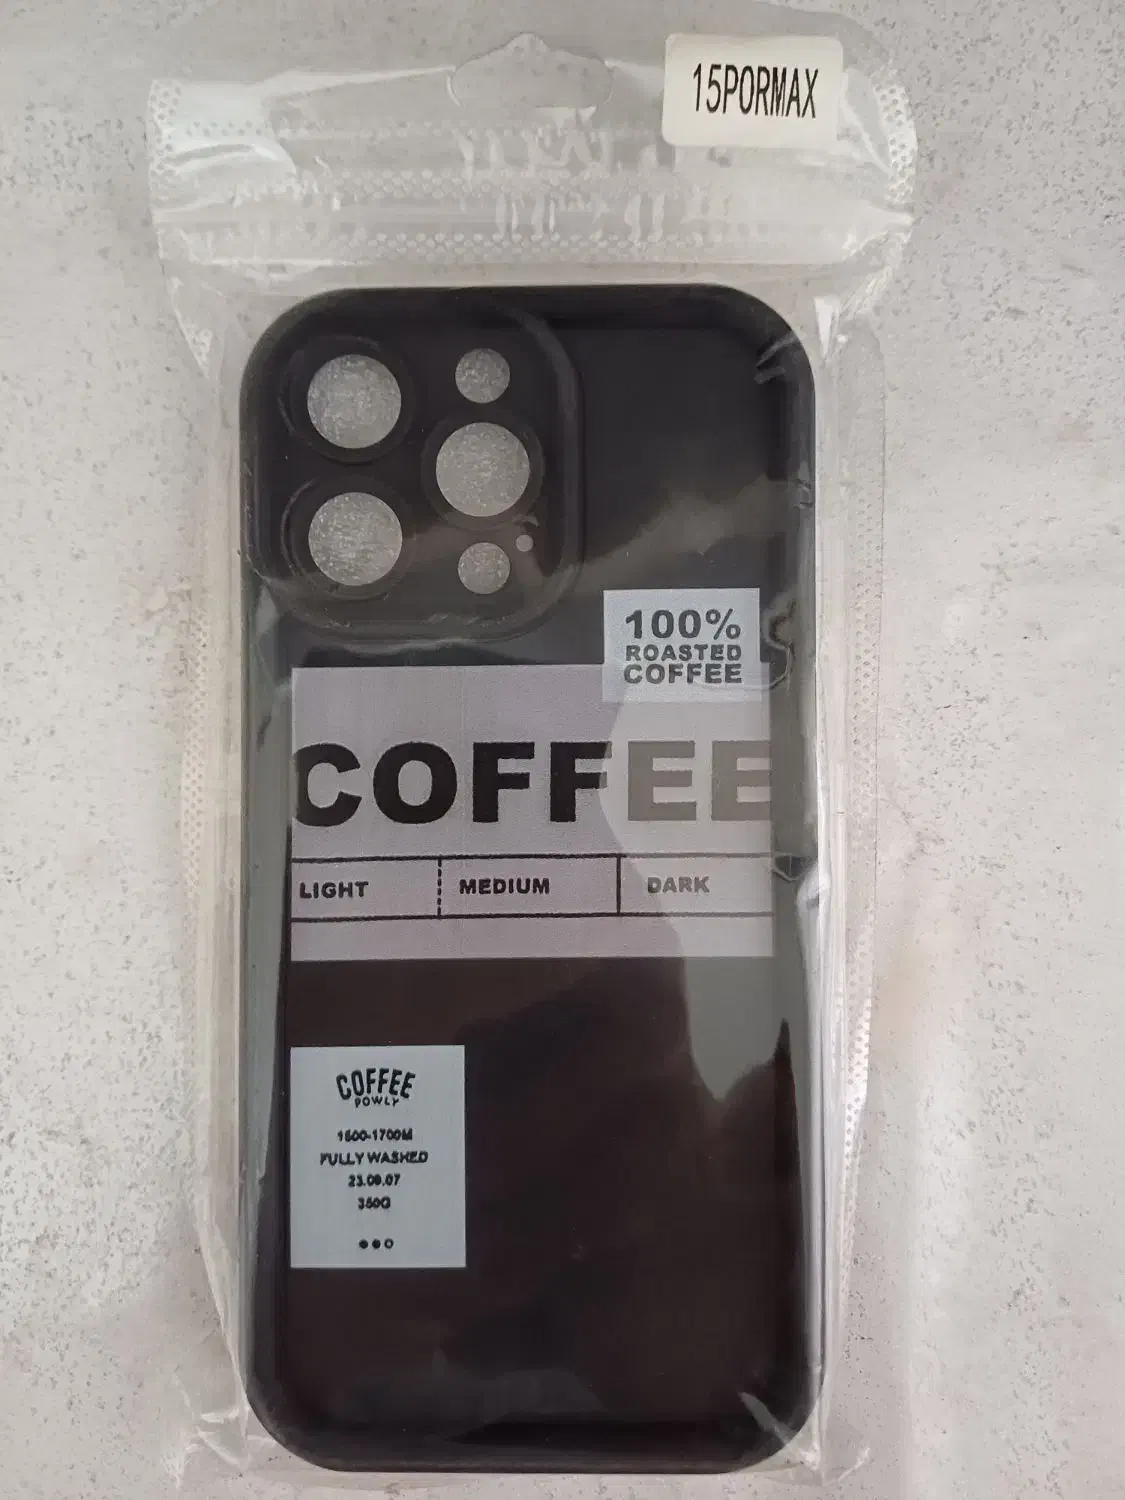 15PORMAX
100%
ROASTED
COFFEE
COFFEE
LIGHT MEDIUM DARK
COFFEE
POWLY
1500-1700M
FULLY WASHED
23.09.07
350G